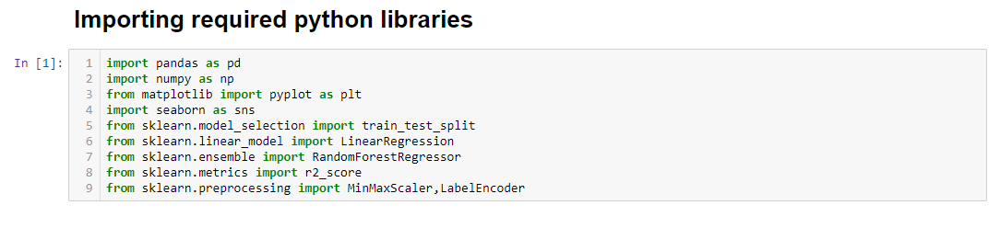 Importing required python libraries
In [1]:
1 import pandas as pd
2 import numpy as np
3 from matplotlib import pyplot as plt
4 import seaborn as sns
5 from sklearn.model_selection import train_test_split
6 from sklearn.linear_model import LinearRegression
7 from sklearn.ensemble import RandomForestRegressor
8 from sklearn.metrics import r2_score
9 from sklearn.preprocessing import MinMaxScaler,LabelEncoder